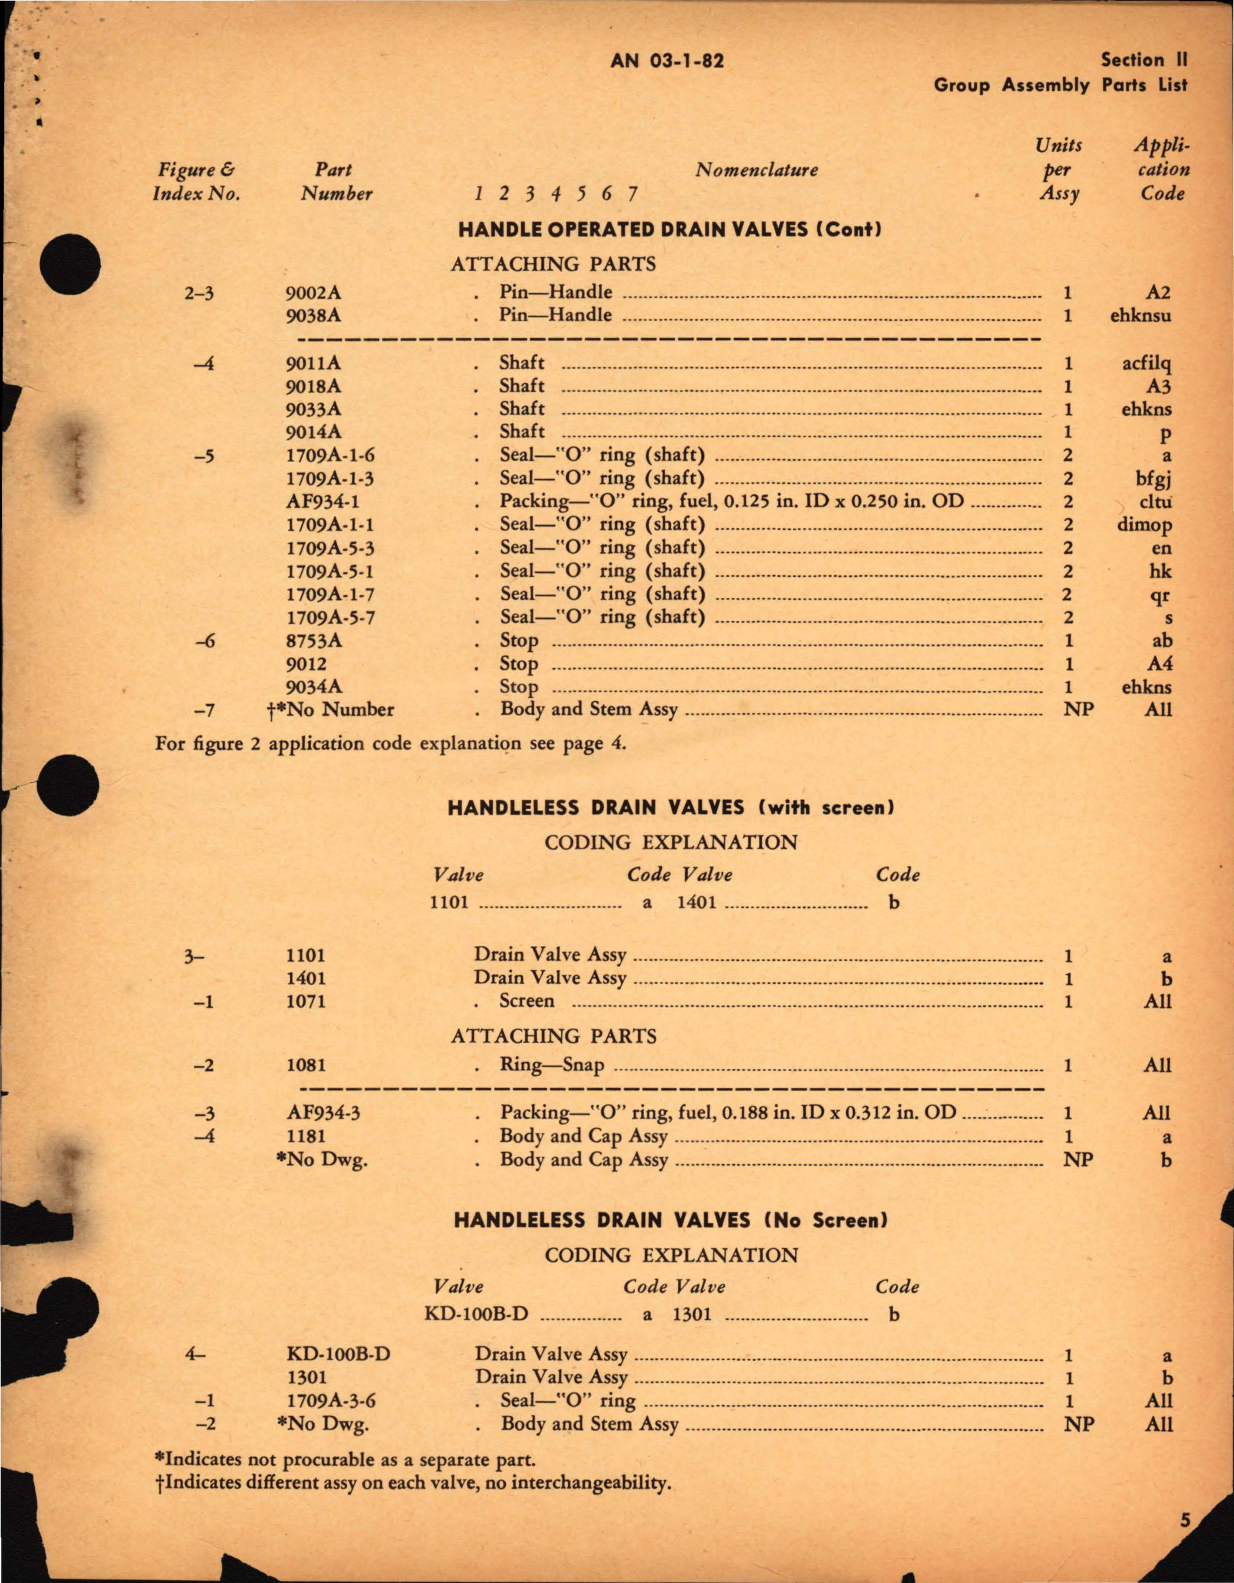 AN 03-1-82
Section II
Group Assembly Parts List
Figure & Index No. Part Number 1 2 3 4 5 6 7 Nomenclature Units per Assy Appli-cation Code
HANDLE OPERATED DRAIN VALVES (Cont)
ATTACHING PARTS
2–3 9002A . Pin—Handle 1 A2
9038A . Pin—Handle 1 ehknsu
–4 9011A . Shaft 1 acfilq
9018A . Shaft 1 A3
9033A . Shaft 1 ehkns
9014A . Shaft 1 p
–5 1709A-1-6 . Seal—"O" ring (shaft) 2 a
1709A-1-3 . Seal—"O" ring (shaft) 2 bfgj
AF934-1 . Packing—"O" ring, fuel, 0.125 in. ID x 0.250 in. OD 2 cltu
1709A-1-1 . Seal—"O" ring (shaft) 2 dimop
1709A-5-3 . Seal—"O" ring (shaft) 2 en
1709A-5-1 . Seal—"O" ring (shaft) 2 hk
1709A-1-7 . Seal—"O" ring (shaft) 2 qr
1709A-5-7 . Seal—"O" ring (shaft) 2 s
–6 8753A . Stop 1 ab
9012 . Stop 1 A4
9034A . Stop 1 ehkns
–7 †*No Number . Body and Stem Assy NP All
For figure 2 application code explanation see page 4.
HANDLELESS DRAIN VALVES (with screen)
CODING EXPLANATION
Valve Code Valve Code
1101 a 1401 b
3– 1101 Drain Valve Assy 1 a
1401 Drain Valve Assy 1 b
–1 1071 . Screen 1 All
ATTACHING PARTS
–2 1081 . Ring—Snap 1 All
–3 AF934-3 . Packing—"O" ring, fuel, 0.188 in. ID x 0.312 in. OD 1 All
–4 1181 . Body and Cap Assy 1 a
*No Dwg. . Body and Cap Assy NP b
HANDLELESS DRAIN VALVES (No Screen)
CODING EXPLANATION
Valve Code Valve Code
KD-100B-D a 1301 b
4– KD-100B-D Drain Valve Assy 1 a
1301 Drain Valve Assy 1 b
–1 1709A-3-6 . Seal—"O" ring 1 All
–2 *No Dwg. . Body and Stem Assy NP All
*Indicates not procurable as a separate part.
†Indicates different assy on each valve, no interchangeability.
5